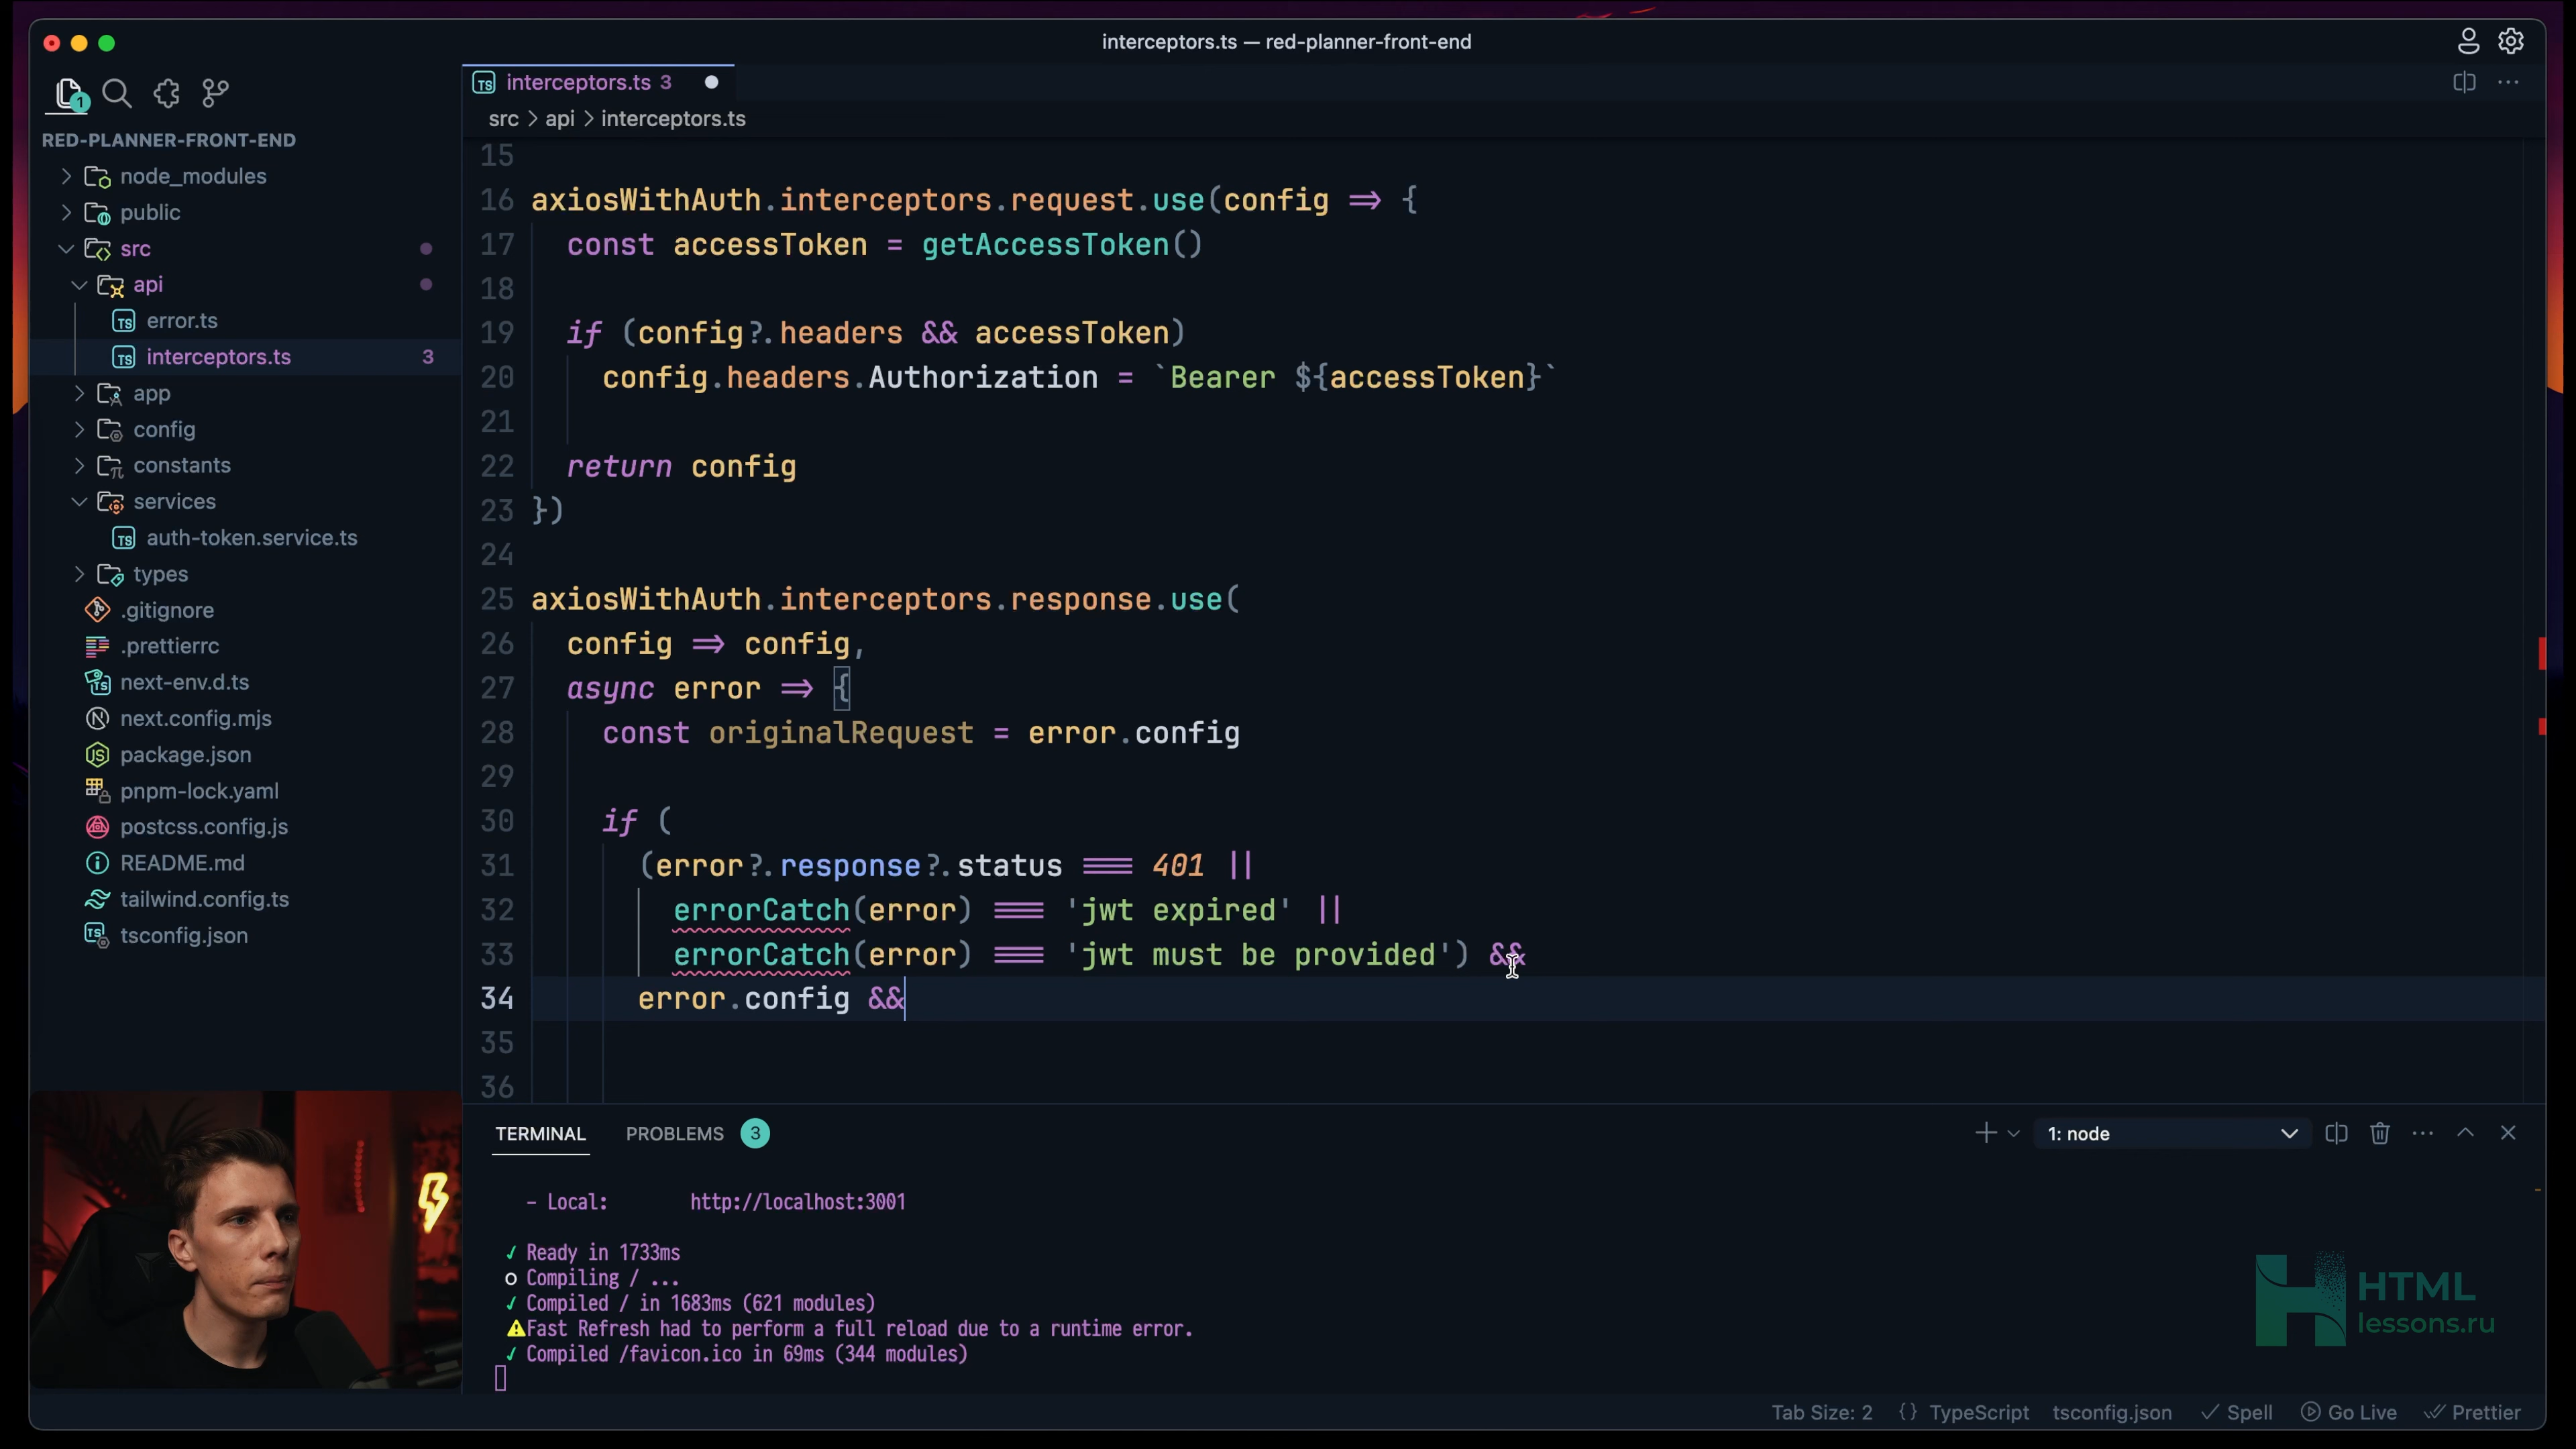 interceptors.ts — red-planner-front-end
1
interceptors.ts 3
RED-PLANNER-FRONT-END
src > api > interceptors.ts
node_modules
public
src
api
error.ts
interceptors.ts 3
app
config
constants
services
auth-token.service.ts
types
.gitignore
.prettierrc
next-env.d.ts
next.config.mjs
package.json
pnpm-lock.yaml
postcss.config.js
README.md
tailwind.config.ts
tsconfig.json
15
16 axiosWithAuth.interceptors.request.use(config => {
17 const accessToken = getAccessToken()
18
19 if (config?.headers && accessToken)
20 config.headers.Authorization = `Bearer ${accessToken}`
21
22 return config
23 })
24
25 axiosWithAuth.interceptors.response.use(
26 config => config,
27 async error => {
28 const originalRequest = error.config
29
30 if (
31 (error?.response?.status === 401 ||
32 errorCatch(error) === 'jwt expired' ||
33 errorCatch(error) === 'jwt must be provided') &&
34 error.config &&
35
36
TERMINAL PROBLEMS 3 1: node
- Local: http://localhost:3001
✓ Ready in 1733ms
○ Compiling / ...
✓ Compiled / in 1683ms (621 modules)
⚠Fast Refresh had to perform a full reload due to a runtime error.
✓ Compiled /favicon.ico in 69ms (344 modules)
HTML
lessons.ru
Tab Size: 2 {} TypeScript tsconfig.json Spell Go Live Prettier